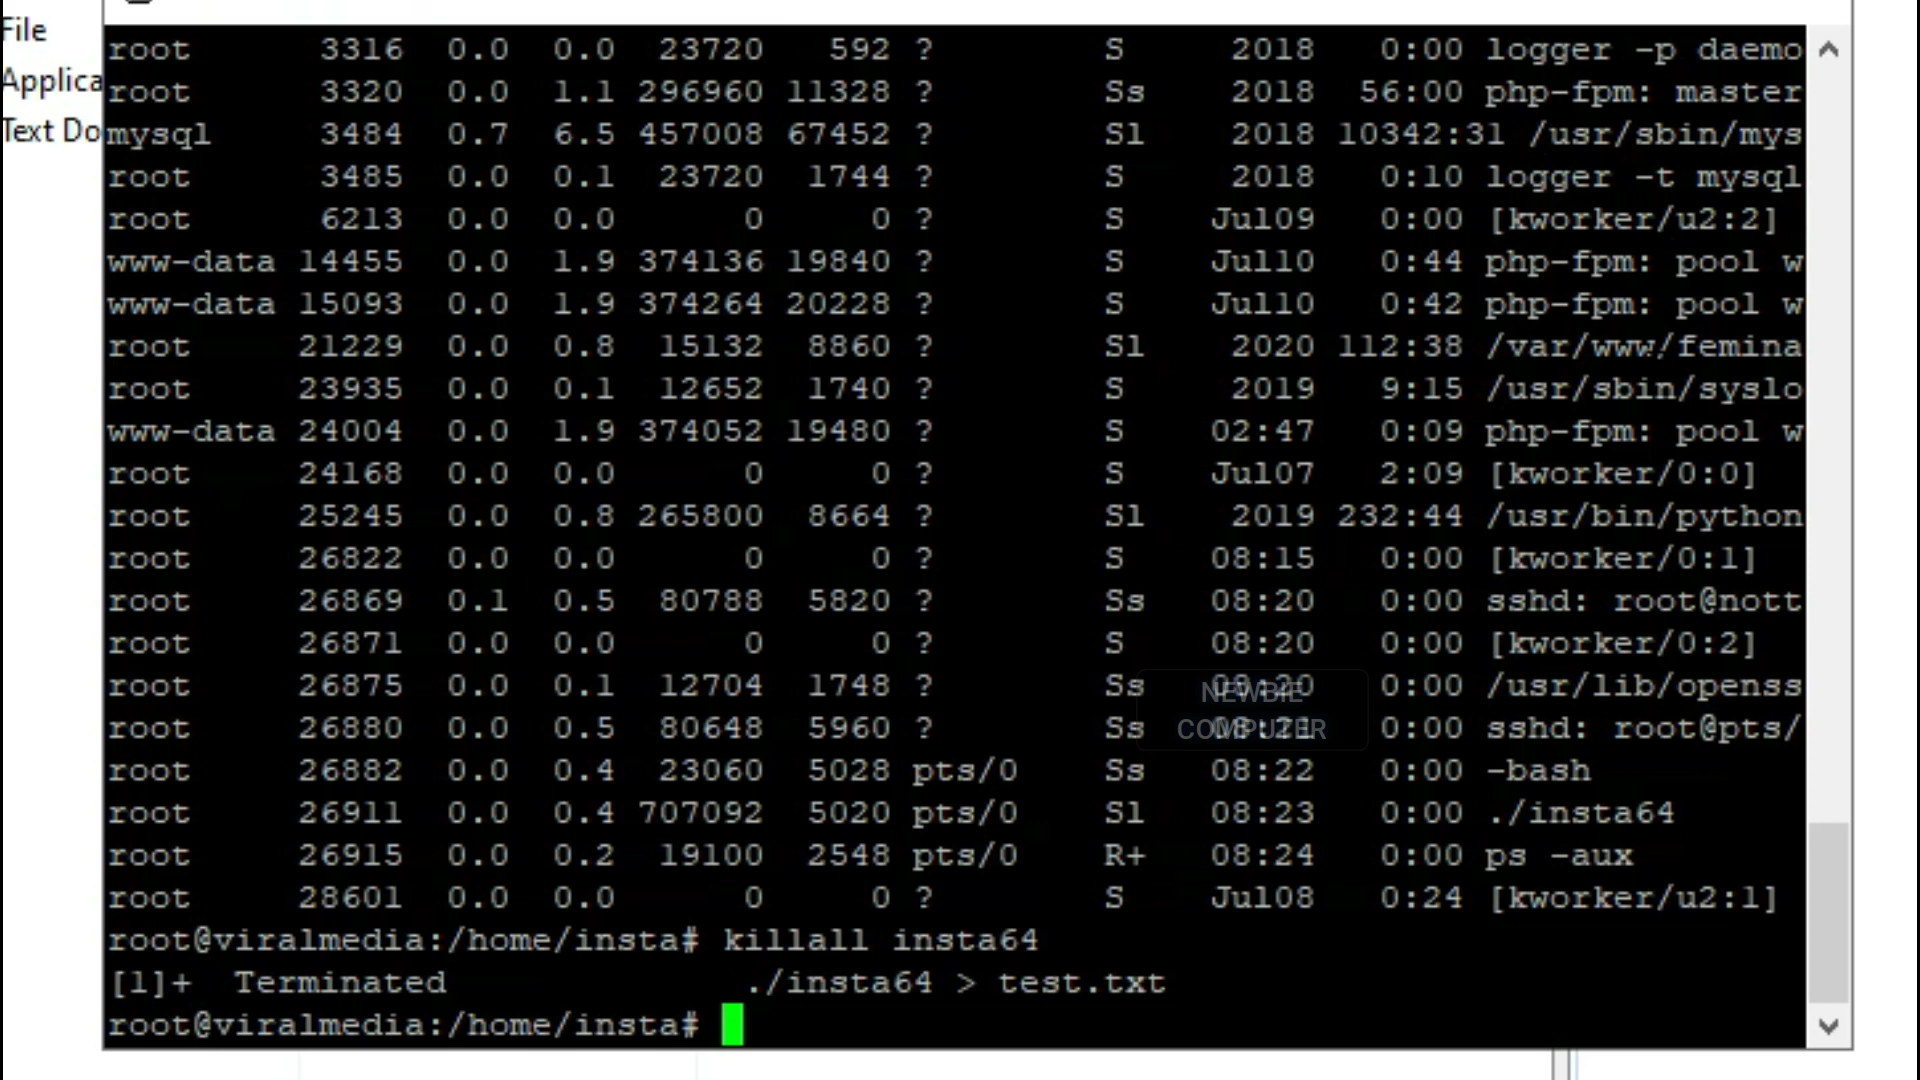 File
Applica
Text Do
root 3316 0.0 0.0 23720 592 ? S 2018 0:00 logger -p daemo
root 3320 0.0 1.1 296960 11328 ? Ss 2018 56:00 php-fpm: master
mysql 3484 0.7 6.5 457008 67452 ? Sl 2018 10342:31 /usr/sbin/mys
root 3485 0.0 0.1 23720 1744 ? S 2018 0:10 logger -t mysql
root 6213 0.0 0.0 0 0 ? S Jul09 0:00 [kworker/u2:2]
www-data 14455 0.0 1.9 374136 19840 ? S Jul10 0:44 php-fpm: pool w
www-data 15093 0.0 1.9 374264 20228 ? S Jul10 0:42 php-fpm: pool w
root 21229 0.0 0.8 15132 8860 ? Sl 2020 112:38 /var/www/femina
root 23935 0.0 0.1 12652 1740 ? S 2019 9:15 /usr/sbin/syslo
www-data 24004 0.0 1.9 374052 19480 ? S 02:47 0:09 php-fpm: pool w
root 24168 0.0 0.0 0 0 ? S Jul07 2:09 [kworker/0:0]
root 25245 0.0 0.8 265800 8664 ? Sl 2019 232:44 /usr/bin/python
root 26822 0.0 0.0 0 0 ? S 08:15 0:00 [kworker/0:1]
root 26869 0.1 0.5 80788 5820 ? Ss 08:20 0:00 sshd: root@nott
root 26871 0.0 0.0 0 0 ? S 08:20 0:00 [kworker/0:2]
root 26875 0.0 0.1 12704 1748 ? Ss 08:20 0:00 /usr/lib/openss
root 26880 0.0 0.5 80648 5960 ? Ss 0:00 sshd: root@pts/
NEWBIE
COMPUTER
root 26882 0.0 0.4 23060 5028 pts/0 Ss 08:22 0:00 -bash
root 26911 0.0 0.4 707092 5020 pts/0 Sl 08:23 0:00 ./insta64
root 26915 0.0 0.2 19100 2548 pts/0 R+ 08:24 0:00 ps -aux
root 28601 0.0 0.0 0 0 ? S Jul08 0:24 [kworker/u2:1]
root@viralmedia:/home/insta# killall insta64
[1]+ Terminated ./insta64 > test.txt
root@viralmedia:/home/insta#